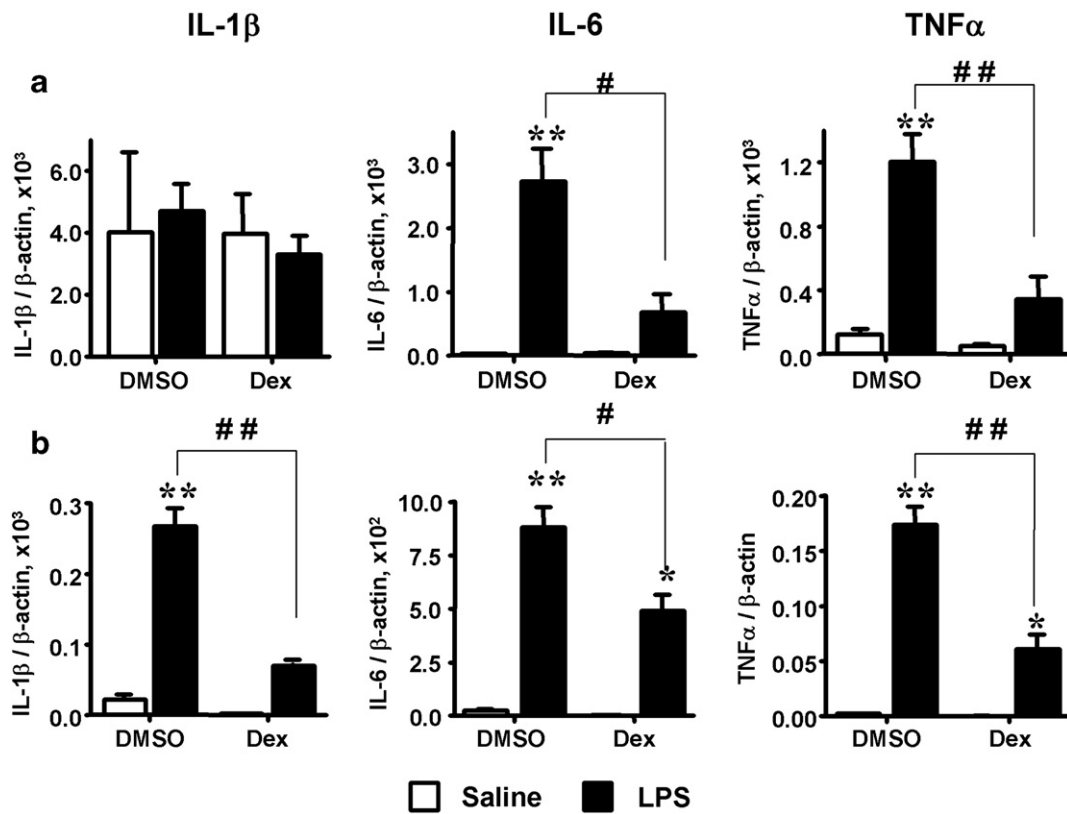 IL-1β IL-6 TNFα
a
#
# #
**
**
IL-1β / β-actin, x10³
6.0
4.0
2.0
0.0
DMSO Dex
IL-6 / β-actin, x10³
3.0
2.0
1.0
0.0
DMSO Dex
TNFα / β-actin, x10³
1.2
0.8
0.4
0.0
DMSO Dex
b
# #
#
# #
**
**
*
**
*
IL-1β / β-actin, x10³
0.3
0.2
0.1
0.0
DMSO Dex
IL-6 / β-actin, x10²
10.0
7.5
5.0
2.5
0.0
DMSO Dex
TNFα / β-actin
0.20
0.15
0.10
0.05
0.00
DMSO Dex
Saline LPS